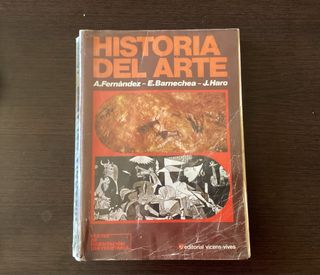 HISTORIA
DEL ARTE
A.Fernández - E.Barnechea - J.Haro
editorial vicens-vives